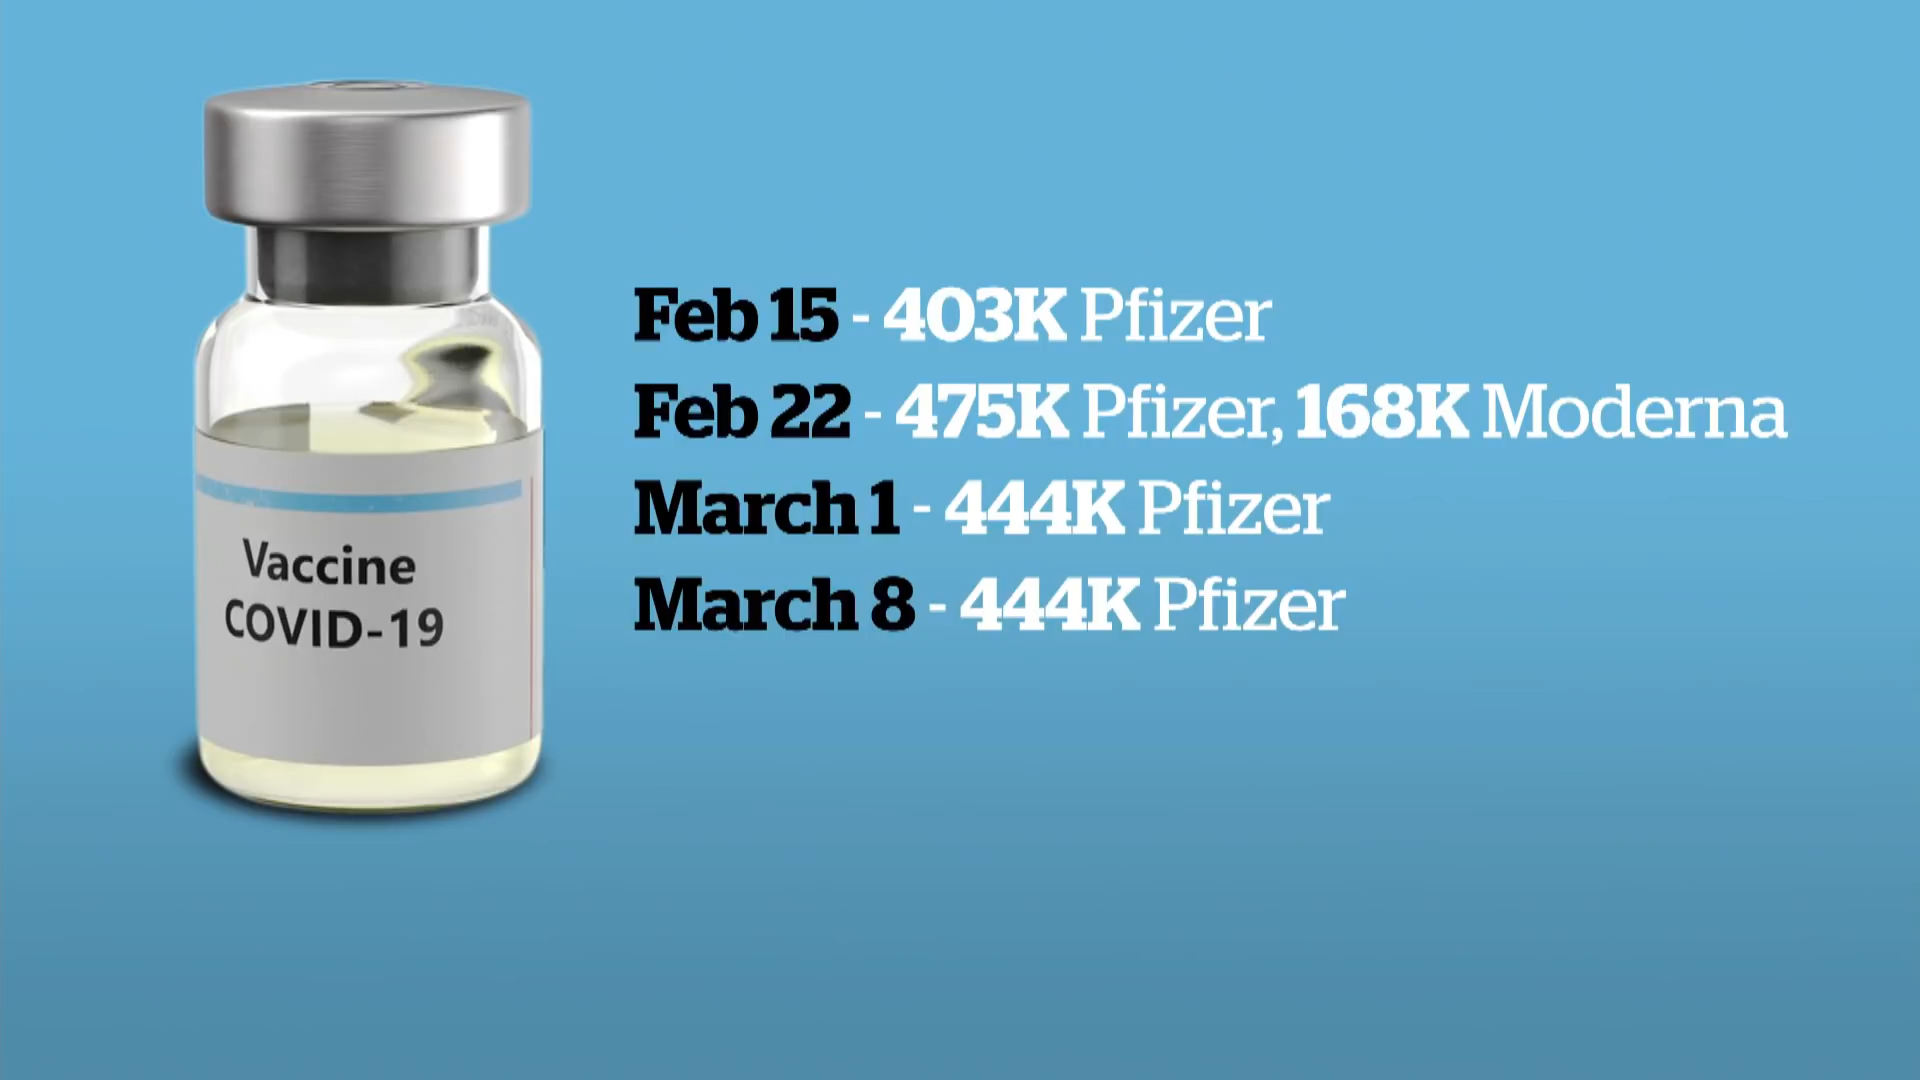 Vaccine
COVID-19
Feb 15 - 403K Pfizer
Feb 22 - 475K Pfizer, 168K Moderna
March 1 - 444K Pfizer
March 8 - 444K Pfizer